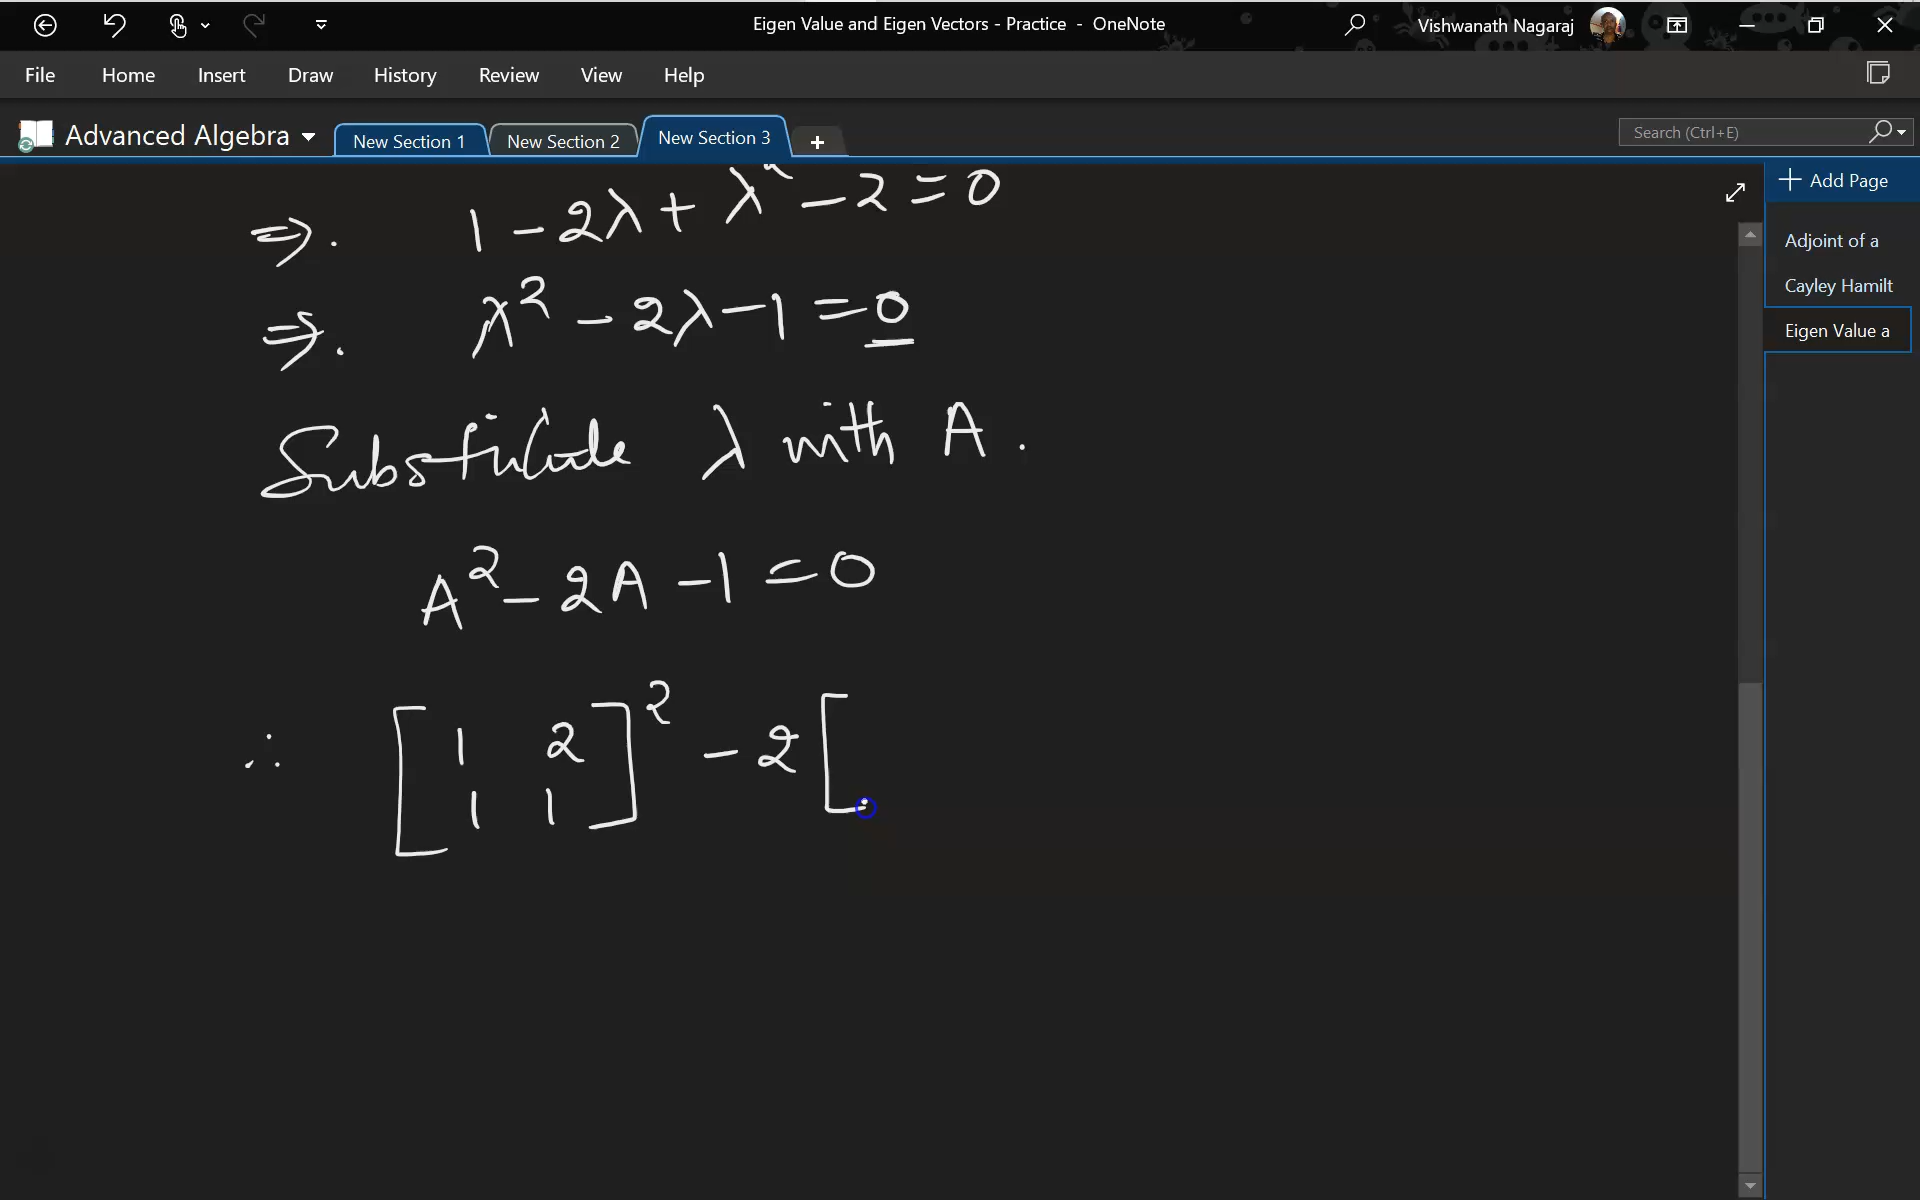 Eigen Value and Eigen Vectors - Practice - OneNote
Vishwanath Nagaraj
File Home Insert Draw History Review View Help
Advanced Algebra
New Section 1
New Section 2
New Section 3
+
Search (Ctrl+E)
Add Page
Adjoint of a
Cayley Hamilt
Eigen Value a
⇒. 1 - 2λ + λ² - 2 = 0
⇒. λ² - 2λ - 1 = 0
Substitute λ with A.
A² - 2A - 1 = 0
∴ [1 2
1 1]² - 2 [